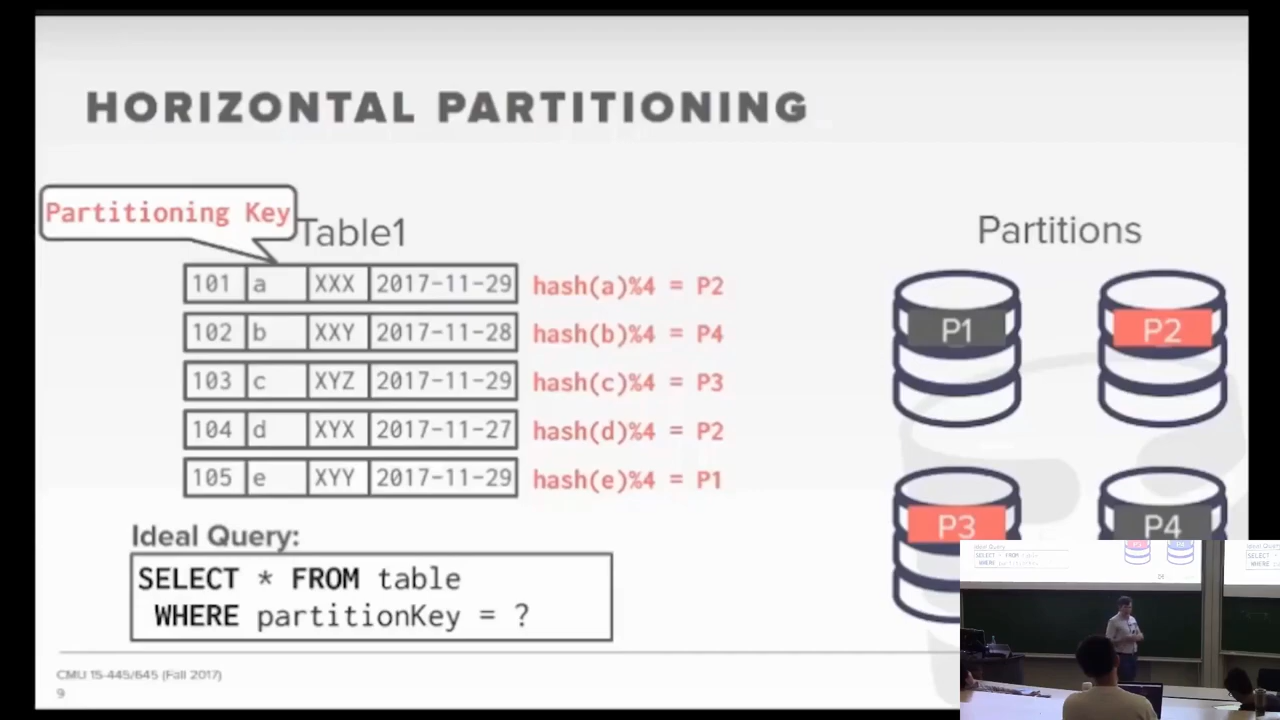 HORIZONTAL PARTITIONING
Partitioning Key
Table1
Partitions
101 a XXX 2017-11-29 hash(a)%4 = P2
102 b XXY 2017-11-28 hash(b)%4 = P4
103 c XYZ 2017-11-29 hash(c)%4 = P3
104 d XYX 2017-11-27 hash(d)%4 = P2
105 e XYY 2017-11-29 hash(e)%4 = P1
P1 P2
P3 P4
Ideal Query:
SELECT * FROM table
WHERE partitionKey = ?
CMU 15-445/645 (Fall 2017)
9